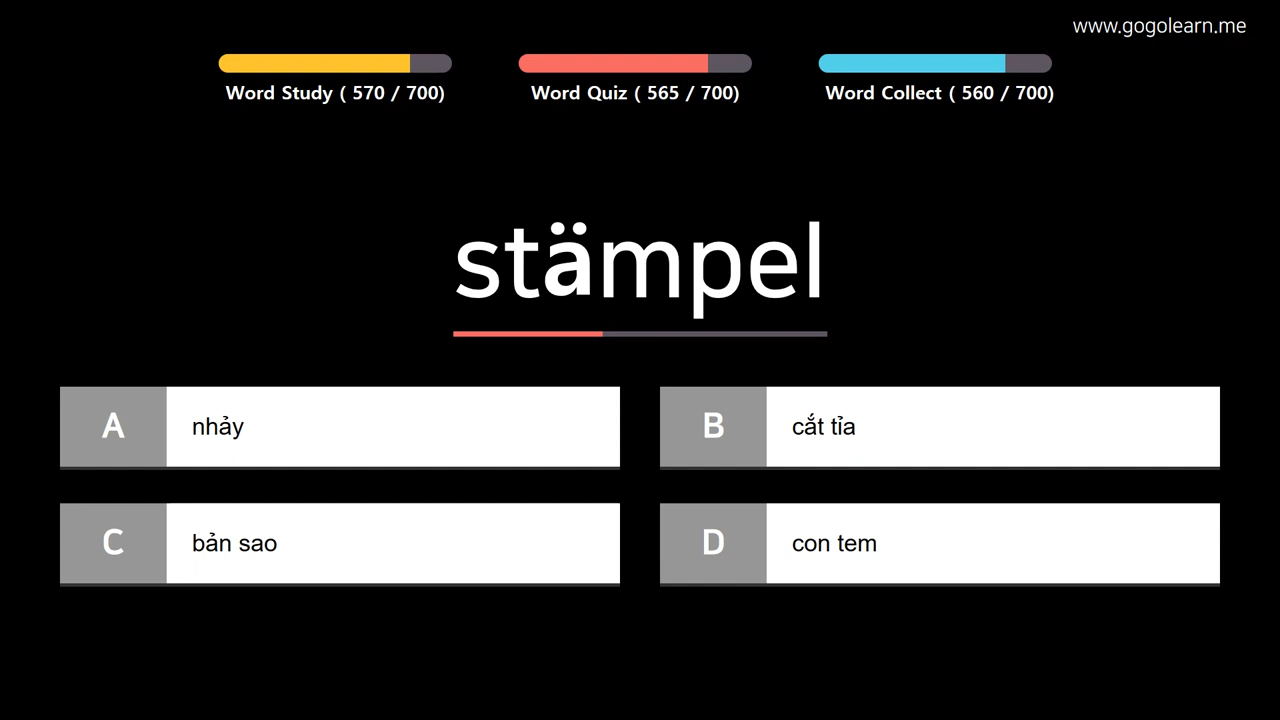 www.gogolearn.me
Word Study ( 570 / 700)
Word Quiz ( 565 / 700)
Word Collect ( 560 / 700)
stämpel
A
nhảy
B
cắt tỉa
C
bản sao
D
con tem